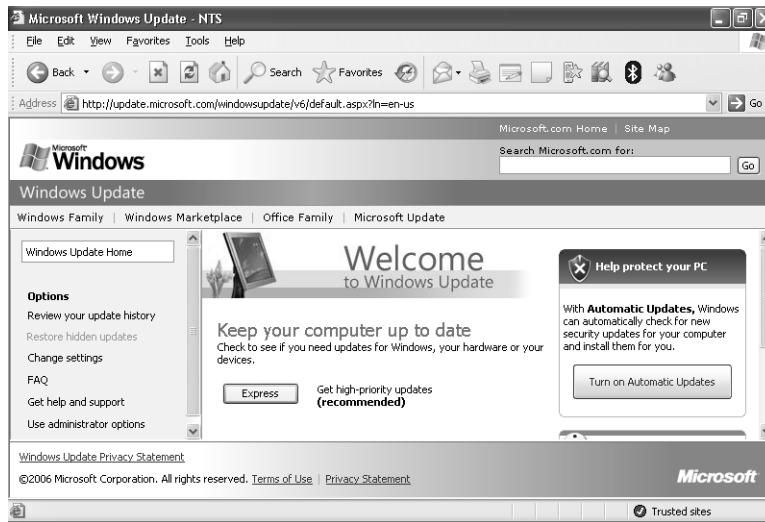 Microsoft Windows Update - NTS
File Edit View Favorites Tools Help
Back Search Favorites
Address http://update.microsoft.com/windowsupdate/v6/default.aspx?ln=en-us Go
Microsoft.com Home | Site Map
Microsoft
Windows
Search Microsoft.com for:
Go
Windows Update
Windows Family | Windows Marketplace | Office Family | Microsoft Update
Windows Update Home
Options
Review your update history
Restore hidden updates
Change settings
FAQ
Get help and support
Use administrator options
Welcome
to Windows Update
Keep your computer up to date
Check to see if you need updates for Windows, your hardware or your
devices.
Express
Get high-priority updates
(recommended)
Help protect your PC
With Automatic Updates, Windows
can automatically check for new
security updates for your computer
and install them for you.
Turn on Automatic Updates
Windows Update Privacy Statement
©2006 Microsoft Corporation. All rights reserved. Terms of Use | Privacy Statement
Microsoft
Trusted sites